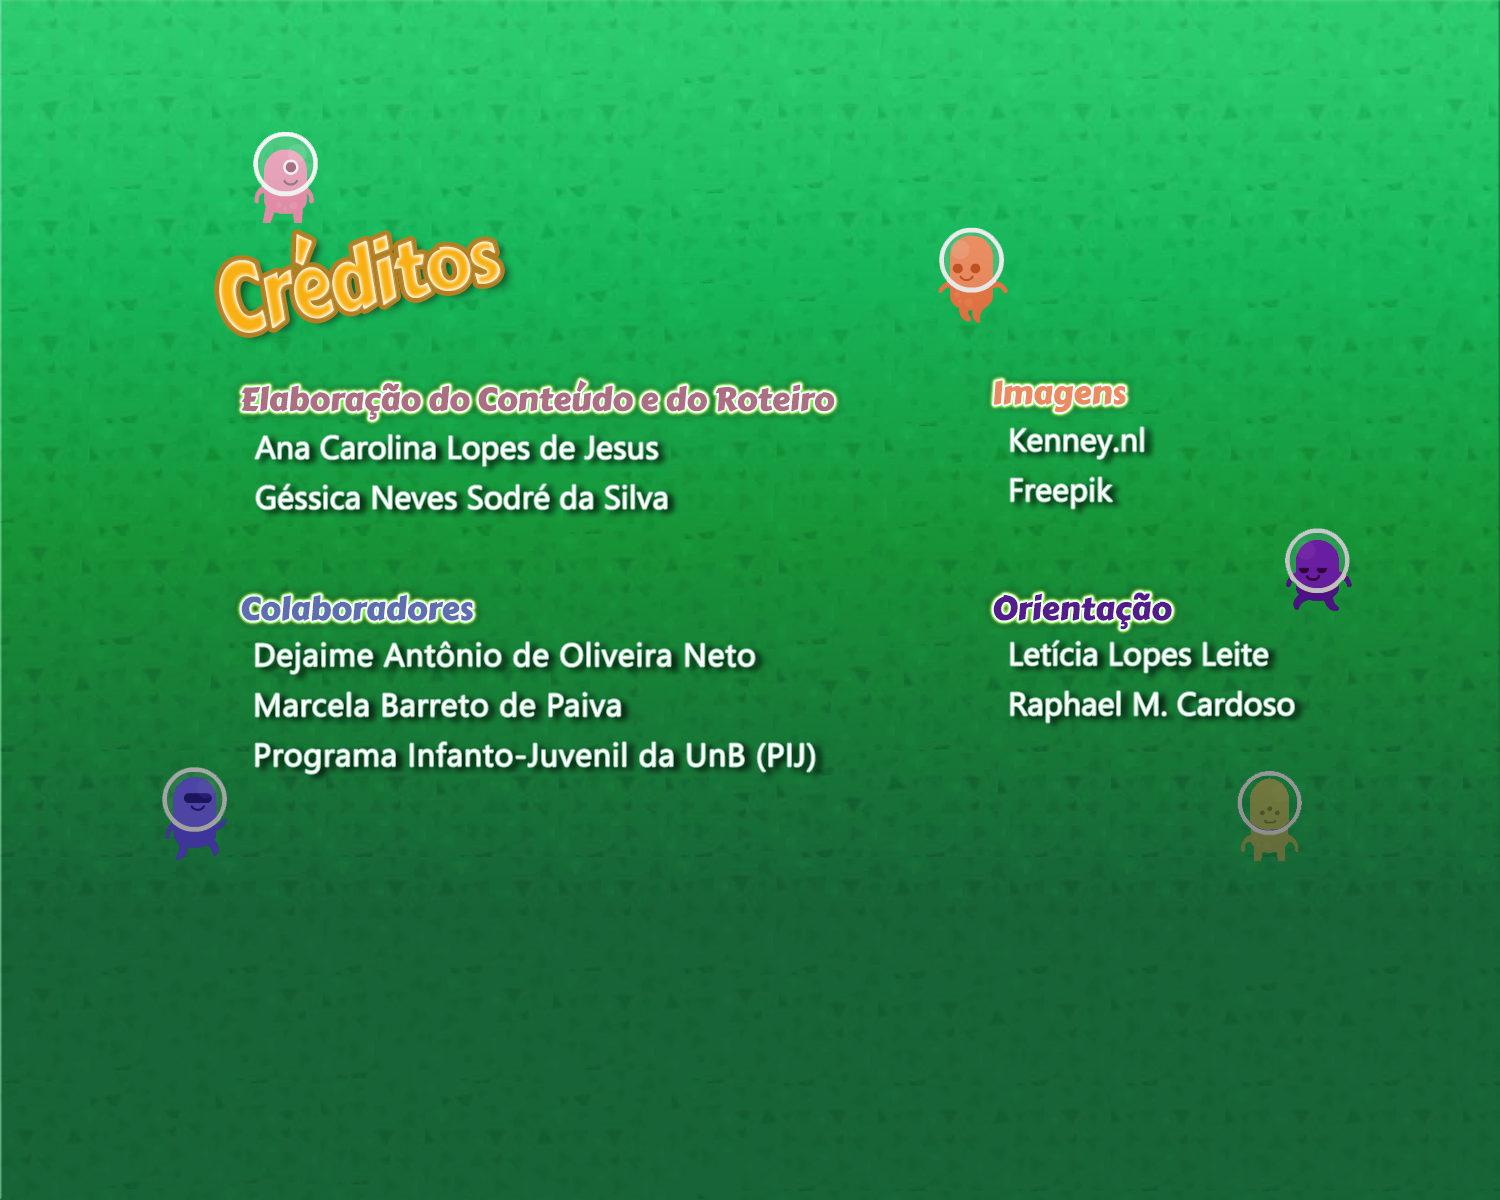 Créditos
Elaboração do Conteúdo e do Roteiro
Ana Carolina Lopes de Jesus
Géssica Neves Sodré da Silva
Colaboradores
Dejaime Antônio de Oliveira Neto
Marcela Barreto de Paiva
Programa Infanto-Juvenil da UnB (PIJ)
Imagens
Kenney.nl
Freepik
Orientação
Letícia Lopes Leite
Raphael M. Cardoso